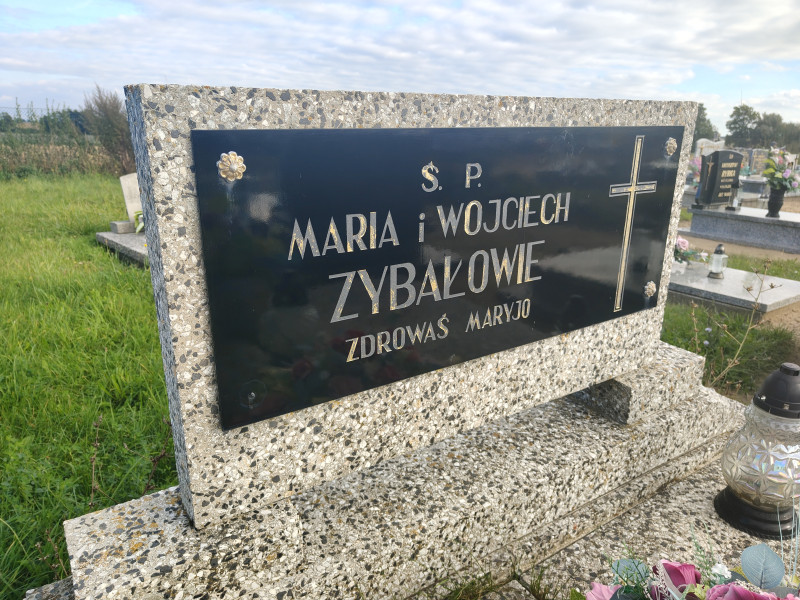 Ś. P.
MARIA i WOJCIECH
ZYBAŁOWIE
ZDROWAŚ MARYJO